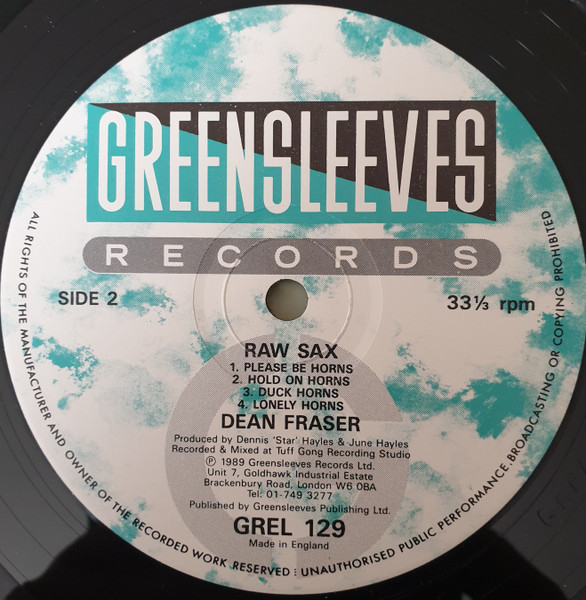 GREENSLEEVES
RECORDS
SIDE 2
33⅓ rpm
RAW SAX
1. PLEASE BE HORNS
2. HOLD ON HORNS
3. DUCK HORNS
4. LONELY HORNS
DEAN FRASER
Produced by Dennis 'Star' Hayles & June Hayles
Recorded & Mixed at Tuff Gong Recording Studio
℗ 1989 Greensleeves Records Ltd.
Unit 7, Goldhawk Industrial Estate
Brackenbury Road, London W6 0BA
Tel: 01-749 3277
Published by Greensleeves Publishing Ltd.
GREL 129
Made in England
ALL RIGHTS OF THE MANUFACTURER AND OWNER OF THE RECORDED WORK RESERVED : UNAUTHORISED PUBLIC PERFORMANCE. BROADCASTING OR COPYING PROHIBITED